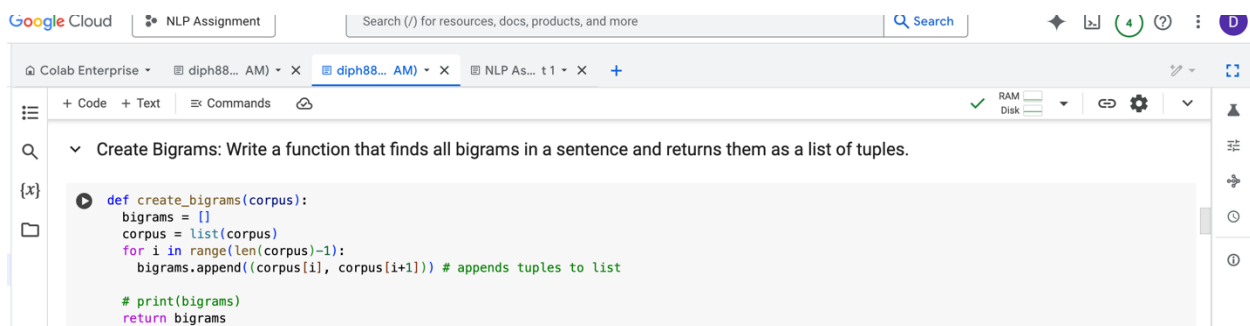 Google Cloud NLP Assignment Search (/) for resources, docs, products, and more Search 4 D
Colab Enterprise diph88... AM) diph88... AM) NLP As... t 1
+ Code + Text Commands RAM
Disk
Create Bigrams: Write a function that finds all bigrams in a sentence and returns them as a list of tuples.
{x}
def create_bigrams(corpus):
bigrams = []
corpus = list(corpus)
for i in range(len(corpus)-1):
bigrams.append((corpus[i], corpus[i+1])) # appends tuples to list
# print(bigrams)
return bigrams